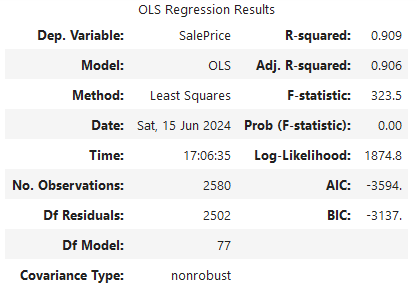 OLS Regression Results
Dep. Variable: SalePrice R-squared: 0.909
Model: OLS Adj. R-squared: 0.906
Method: Least Squares F-statistic: 323.5
Date: Sat, 15 Jun 2024 Prob (F-statistic): 0.00
Time: 17:06:35 Log-Likelihood: 1874.8
No. Observations: 2580 AIC: -3594.
Df Residuals: 2502 BIC: -3137.
Df Model: 77
Covariance Type: nonrobust